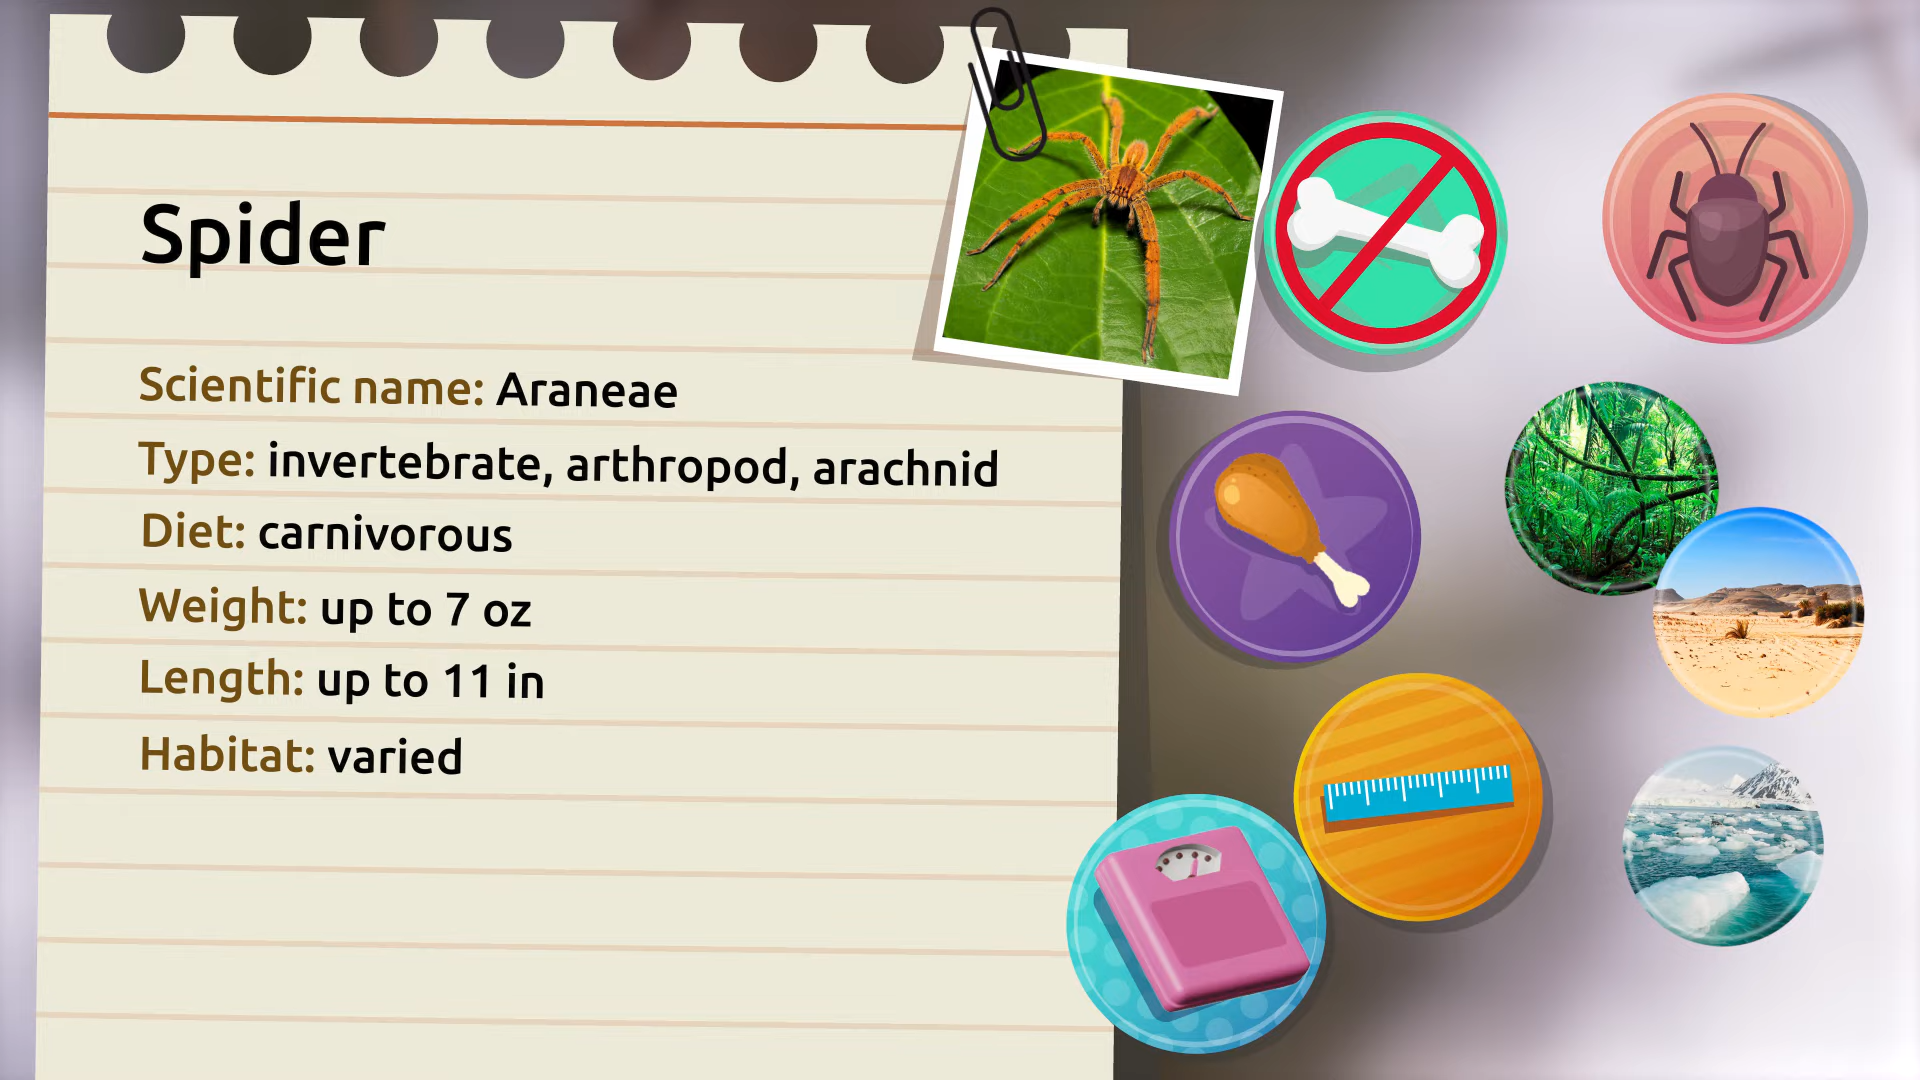 Spider
Scientific name: Araneae
Type: invertebrate, arthropod, arachnid
Diet: carnivorous
Weight: up to 7 oz
Length: up to 11 in
Habitat: varied